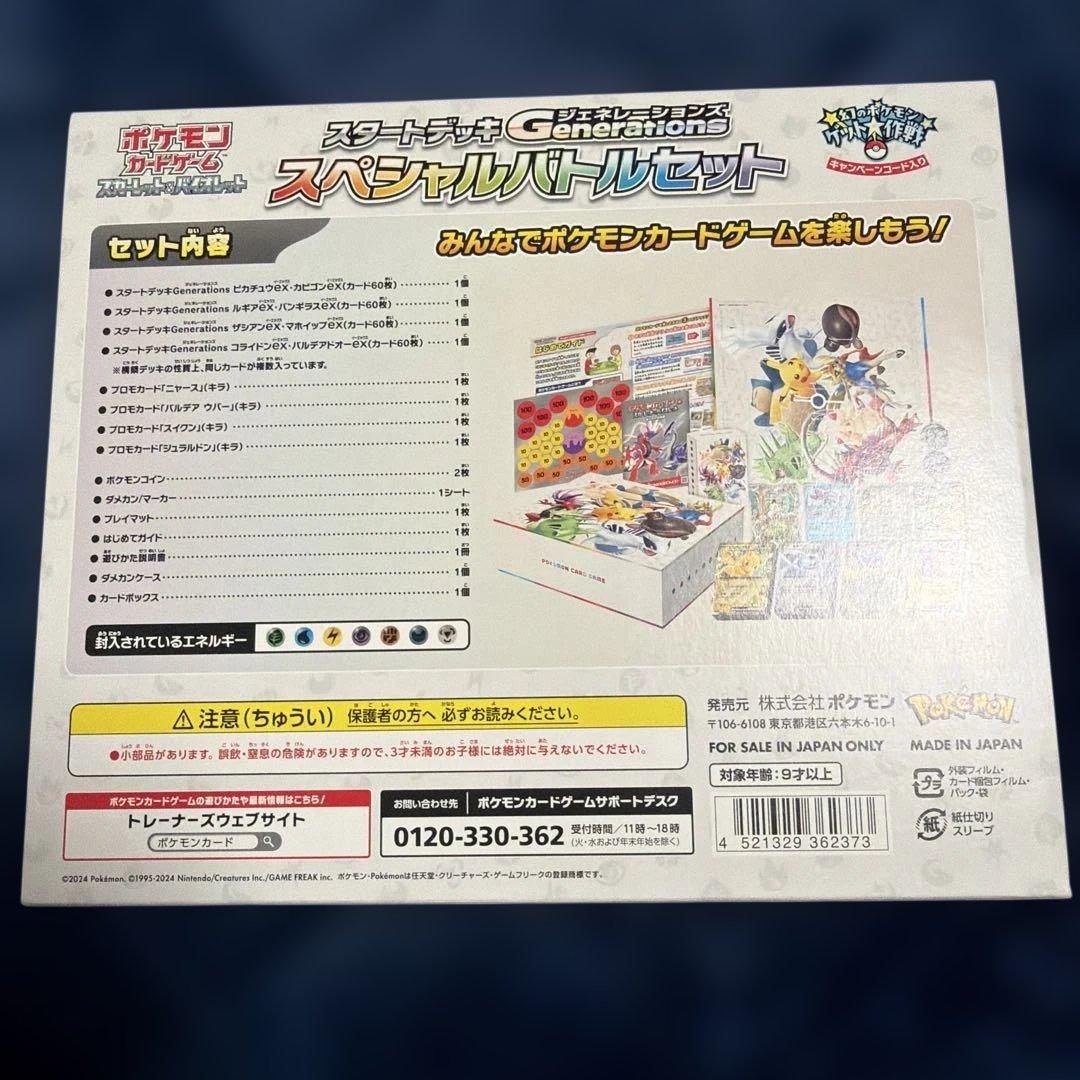 ポケモン
カードゲーム
スカーレット&バイオレット
スタートデッキ Generations
ジェネレーションズ
スペシャルバトルセット
幻のポケモン
ゲット大作戦
キャンペーンコード入り
セット内容
みんなでポケモンカードゲームを楽しもう!
●スタートデッキGenerations ピカチュウex・カビゴンex(カード60枚)………1個
●スタートデッキGenerations ルギアex・バンギラスex(カード60枚)………1個
●スタートデッキGenerations ザシアンex・マホイップex(カード60枚)………1個
●スタートデッキGenerations コライドンex・パルデアドオーex(カード60枚)………1個
※構築デッキの性質上、同じカードが複数入っています。
●プロモカード「ニャース」(キラ)………1枚
●プロモカード「パルデア ウパー」(キラ)………1枚
●プロモカード「スイクン」(キラ)………1枚
●プロモカード「ジュラルドン」(キラ)………1枚
●ポケモンコイン………2枚
●ダメカン/マーカー………1シート
●プレイマット………1枚
●はじめてガイド………1枚
●遊びかた説明書………1冊
●ダメカンケース………1個
●カードボックス………1個
封入されているエネルギー
はじめてガイド
POKÉMON CARD GAME
⚠注意(ちゅうい) 保護者の方へ 必ずお読みください。
●小部品があります。誤飲・窒息の危険がありますので、3才未満のお子様には絶対に与えないでください。
発売元 株式会社ポケモン
〒106-6108 東京都港区六本木6-10-1
POKÉMON
FOR SALE IN JAPAN ONLY
MADE IN JAPAN
対象年齢:9才以上
プラ
外装フィルム・
カード梱包フィルム・
パック・袋
紙
紙仕切り
スリーブ
4 521329 362373
ポケモンカードゲームの遊びかたや最新情報はこちら!
トレーナーズウェブサイト
ポケモンカード
お問い合わせ先 ポケモンカードゲームサポートデスク
0120-330-362 受付時間/11時~18時
(火・水および年末年始を除く)
©2024 Pokémon. ©1995-2024 Nintendo/Creatures Inc./GAME FREAK inc. ポケモン・Pokémonは任天堂・クリーチャーズ・ゲームフリークの登録商標です。